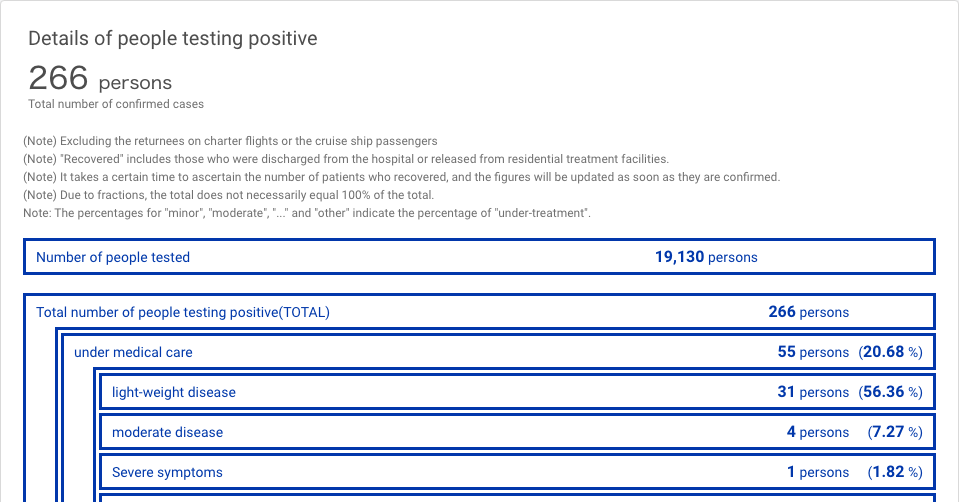 Details of people testing positive
266 persons
Total number of confirmed cases
(Note) Excluding the returnees on charter flights or the cruise ship passengers
(Note) "Recovered" includes those who were discharged from the hospital or released from residential treatment facilities.
(Note) It takes a certain time to ascertain the number of patients who recovered, and the figures will be updated as soon as they are confirmed.
(Note) Due to fractions, the total does not necessarily equal 100% of the total.
Note: The percentages for "minor", "moderate", "..." and "other" indicate the percentage of "under-treatment".
Number of people tested 19,130 persons
Total number of people testing positive(TOTAL) 266 persons
under medical care 55 persons (20.68 %)
light-weight disease 31 persons (56.36 %)
moderate disease 4 persons (7.27 %)
Severe symptoms 1 persons (1.82 %)